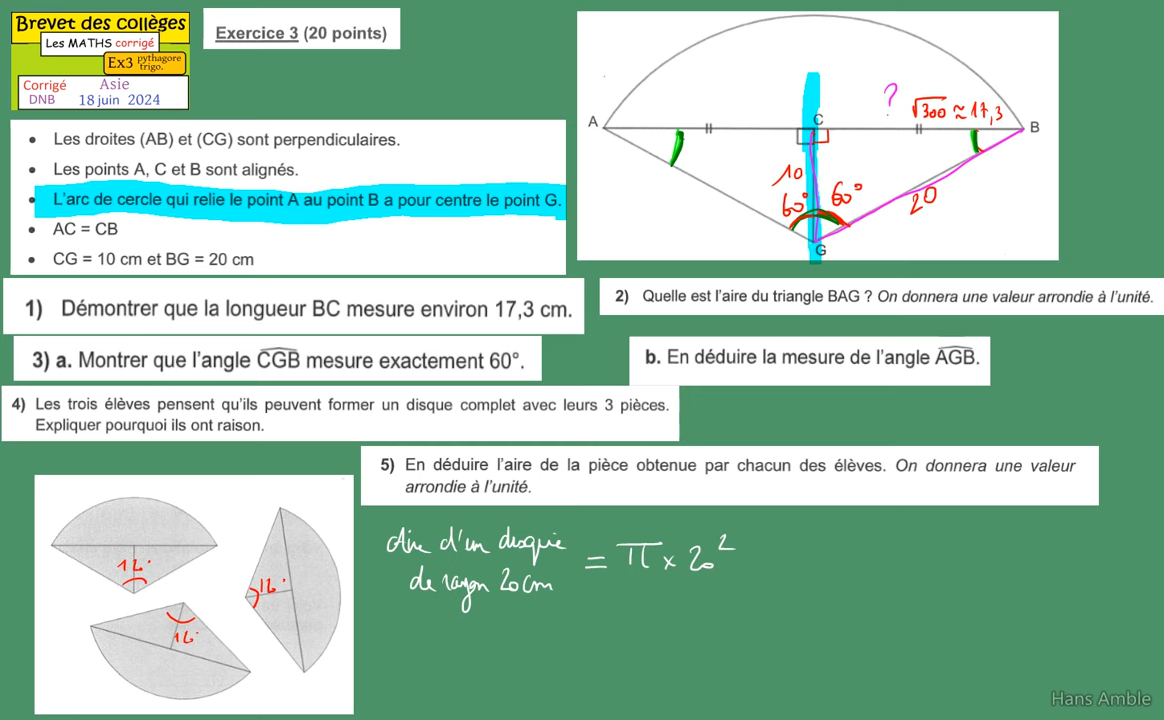 Brevet des collèges
Les MATHS corrigé
Ex3 pythagore
trigo.
Corrigé Asie
DNB 18 juin 2024
Exercice 3 (20 points)
• Les droites (AB) et (CG) sont perpendiculaires.
• Les points A, C et B sont alignés.
• L'arc de cercle qui relie le point A au point B a pour centre le point G.
• AC = CB
• CG = 10 cm et BG = 20 cm
?
√300 ≈ 17,3
A
C
B
10
60°
60°
20
G
1) Démontrer que la longueur BC mesure environ 17,3 cm.
2) Quelle est l'aire du triangle BAG ? On donnera une valeur arrondie à l'unité.
3) a. Montrer que l'angle CGB mesure exactement 60°.
b. En déduire la mesure de l'angle AGB.
4) Les trois élèves pensent qu'ils peuvent former un disque complet avec leurs 3 pièces.
Expliquer pourquoi ils ont raison.
5) En déduire l'aire de la pièce obtenue par chacun des élèves. On donnera une valeur
arrondie à l'unité.
Aire d'un disque
de rayon 20 cm
= π × 20²
Hans Amble